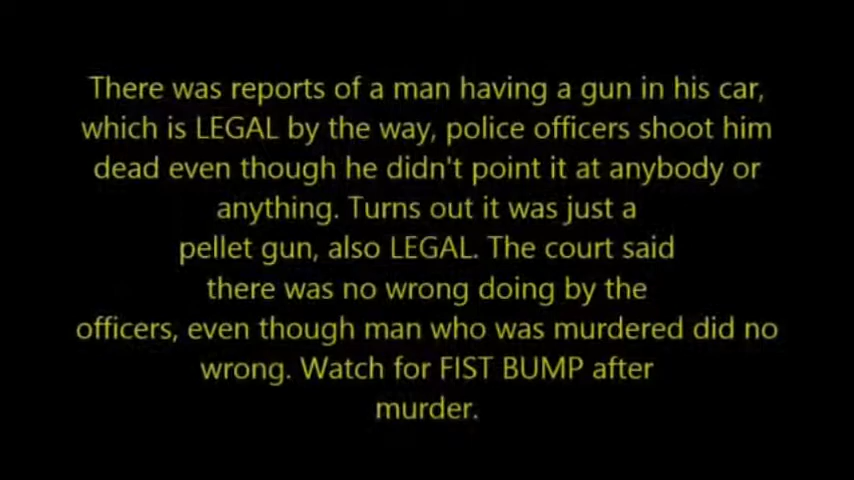 There was reports of a man having a gun in his car,
which is LEGAL by the way, police officers shoot him
dead even though he didn't point it at anybody or
anything. Turns out it was just a
pellet gun, also LEGAL. The court said
there was no wrong doing by the
officers, even though man who was murdered did no
wrong. Watch for FIST BUMP after
murder.